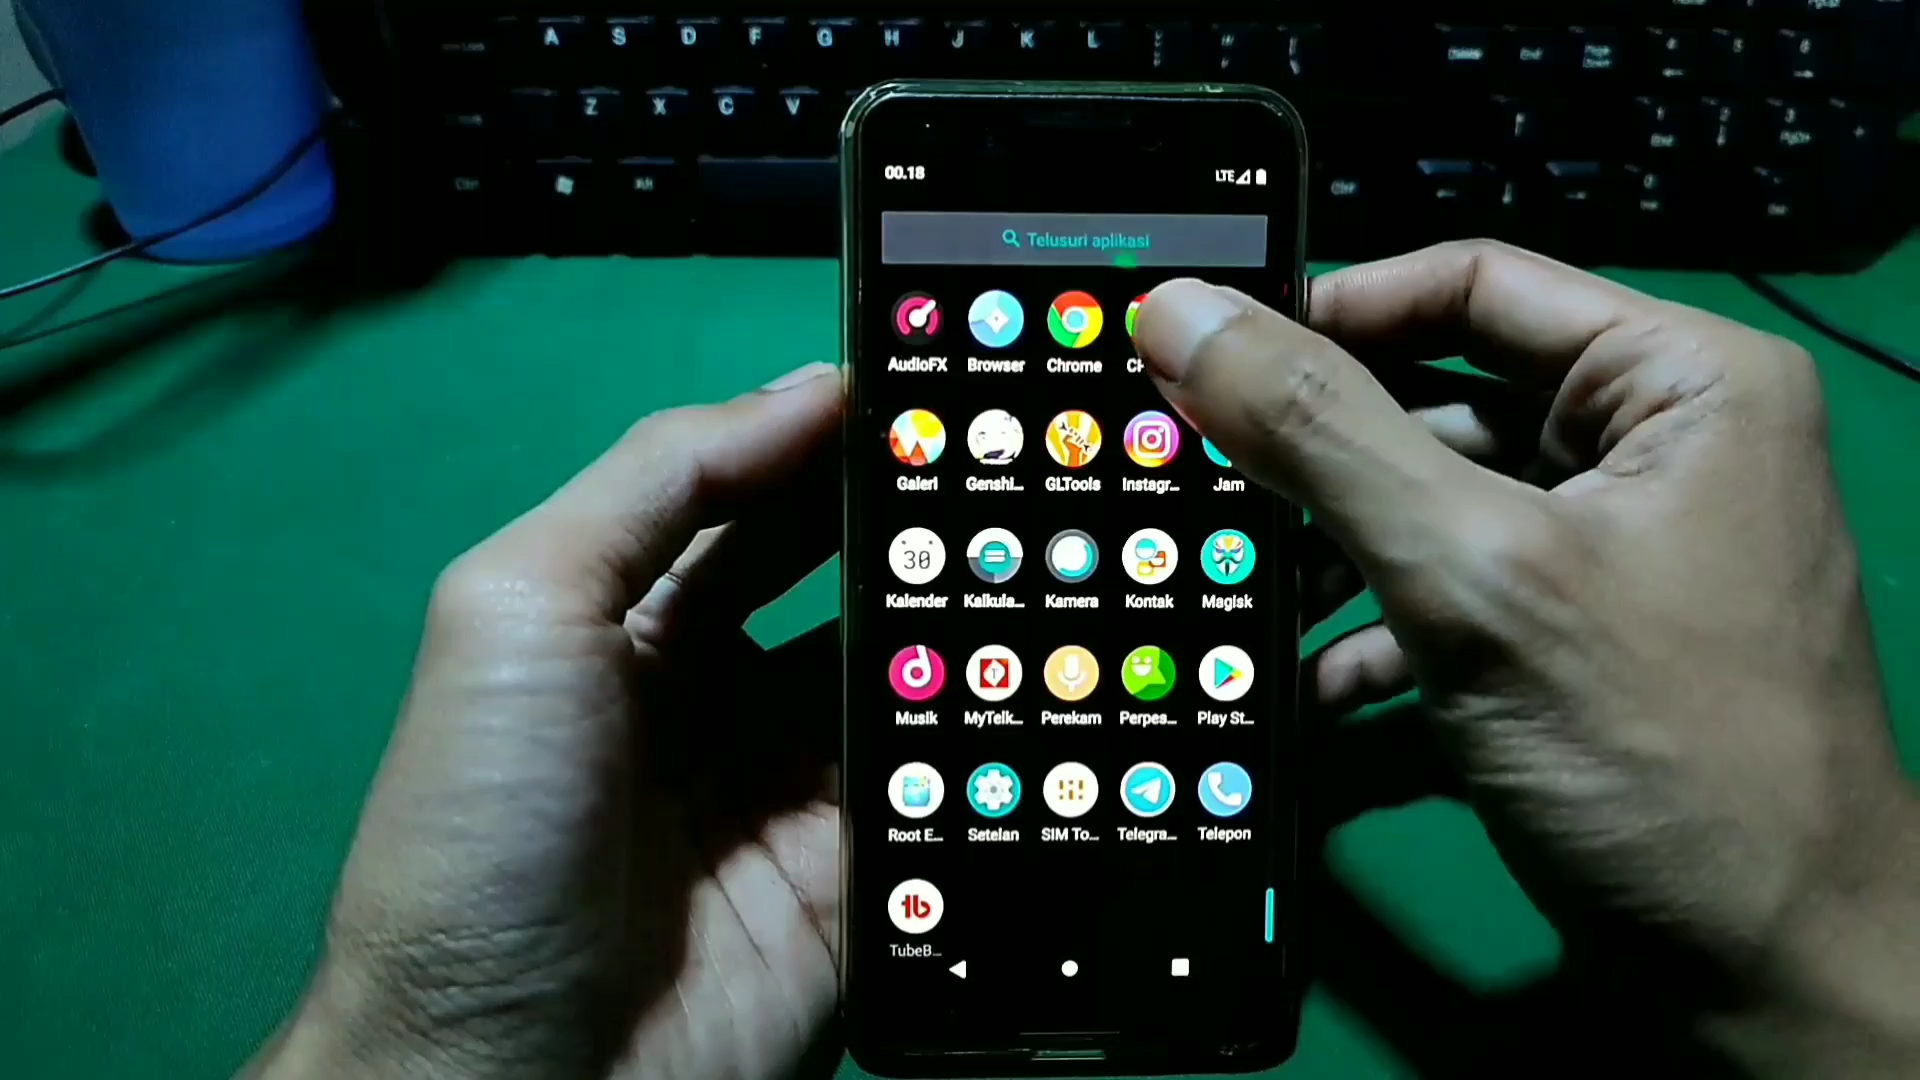 A S D F G H J K L
Z X C V
00.18
LTE
Telusuri aplikasi
AudioFX Browser Chrome
Galeri Genshi... GLTools Instagr... Jam
30
Kalender Kalkula... Kamera Kontak Magisk
Musik MyTelk... Perekam Perpes... Play St...
Root E... Setelan SIM To... Telegra... Telepon
TubeB...